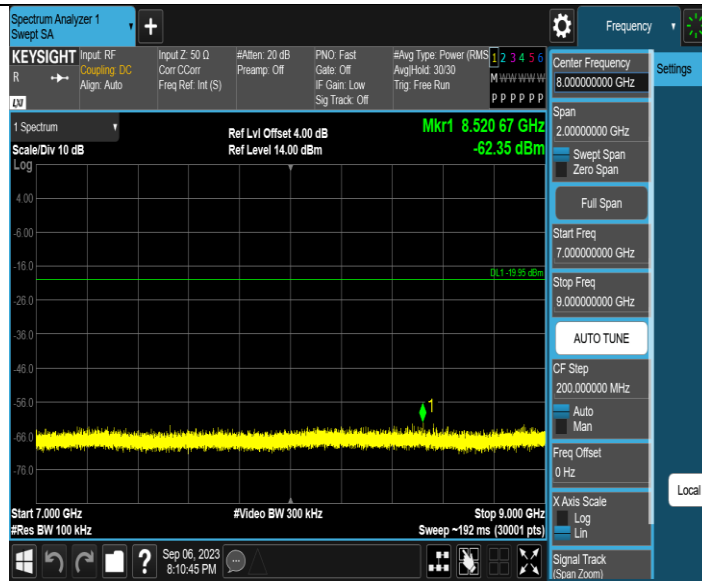 Spectrum Analyzer 1
Swept SA
Frequency
KEYSIGHT
R
LXI
Input: RF
Coupling: DC
Align: Auto
Input Z: 50 Ω
Corr CCorr
Freq Ref: Int (S)
#Atten: 20 dB
Preamp: Off
PNO: Fast
Gate: Off
IF Gain: Low
Sig Track: Off
#Avg Type: Power (RMS
Avg|Hold: 30/30
Trig: Free Run
1 2 3 4 5 6
M W W W W W
P P P P P P
Center Frequency
8.000000000 GHz
Settings
Span
2.00000000 GHz
Swept Span
Zero Span
Full Span
Start Freq
7.000000000 GHz
Stop Freq
9.000000000 GHz
AUTO TUNE
CF Step
200.000000 MHz
Auto
Man
Freq Offset
0 Hz
X Axis Scale
Log
Lin
Signal Track
(Span Zoom)
Local
1 Spectrum
Scale/Div 10 dB
Log
Ref Lvl Offset 4.00 dB
Ref Level 14.00 dBm
Mkr1 8.520 67 GHz
-62.35 dBm
4.00
-6.00
-16.0
DL1 -19.95 dBm
-26.0
-36.0
-46.0
-56.0
1
-66.0
-76.0
Start 7.000 GHz
#Video BW 300 kHz
Stop 9.000 GHz
#Res BW 100 kHz
Sweep ~192 ms (30001 pts)
?
Sep 06, 2023
8:10:45 PM